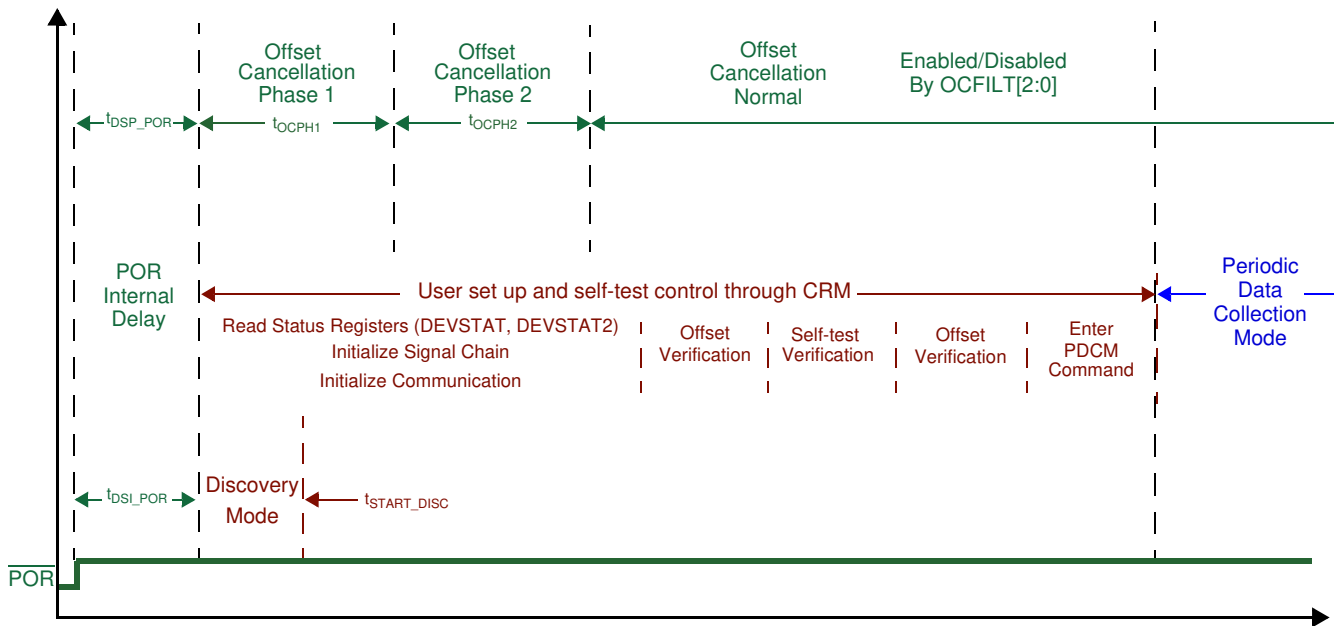 Offset
Cancellation
Phase 1
Offset
Cancellation
Phase 2
Offset
Cancellation
Normal
Enabled/Disabled
By OCFILT[2:0]
tDSP_POR
tOCPH1
tOCPH2
POR
Internal
Delay
User set up and self-test control through CRM
Periodic
Data
Collection
Mode
Read Status Registers (DEVSTAT, DEVSTAT2)
Initialize Signal Chain
Initialize Communication
Offset
Verification
Self-test
Verification
Offset
Verification
Enter
PDCM
Command
tDSI_POR
Discovery
Mode
tSTART_DISC
POR